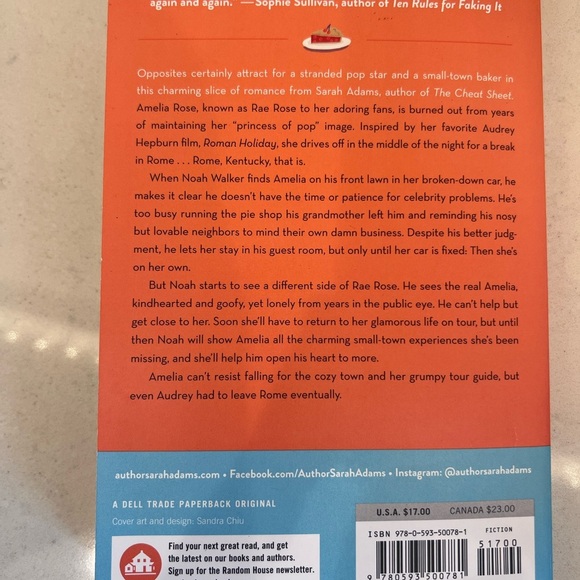 again and again." —Sophie Sullivan, author of Ten Rules for Faking It
Opposites certainly attract for a stranded pop star and a small-town baker in
this charming slice of romance from Sarah Adams, author of The Cheat Sheet.
Amelia Rose, known as Rae Rose to her adoring fans, is burned out from years
of maintaining her "princess of pop" image. Inspired by her favorite Audrey
Hepburn film, Roman Holiday, she drives off in the middle of the night for a break
in Rome . . . Rome, Kentucky, that is.
When Noah Walker finds Amelia on his front lawn in her broken-down car, he
makes it clear he doesn't have the time or patience for celebrity problems. He's
too busy running the pie shop his grandmother left him and reminding his nosy
but lovable neighbors to mind their own damn business. Despite his better judg-
ment, he lets her stay in his guest room, but only until her car is fixed: Then she's
on her own.
But Noah starts to see a different side of Rae Rose. He sees the real Amelia,
kindhearted and goofy, yet lonely from years in the public eye. He can't help but
get close to her. Soon she'll have to return to her glamorous life on tour, but until
then Noah will show Amelia all the charming small-town experiences she's been
missing, and she'll help him open his heart to more.
Amelia can't resist falling for the cozy town and her grumpy tour guide, but
even Audrey had to leave Rome eventually.
authorsarahadams.com • Facebook.com/AuthorSarahAdams • Instagram: @authorsarahadams
A DELL TRADE PAPERBACK ORIGINAL
Cover art and design: Sandra Chiu
U.S.A. $17.00 CANADA $23.00
ISBN 978-0-593-50078-1
FICTION
51700
9 780593 500781
Find your next great read, and get
the latest on our books and authors.
Sign up for the Random House newsletter.